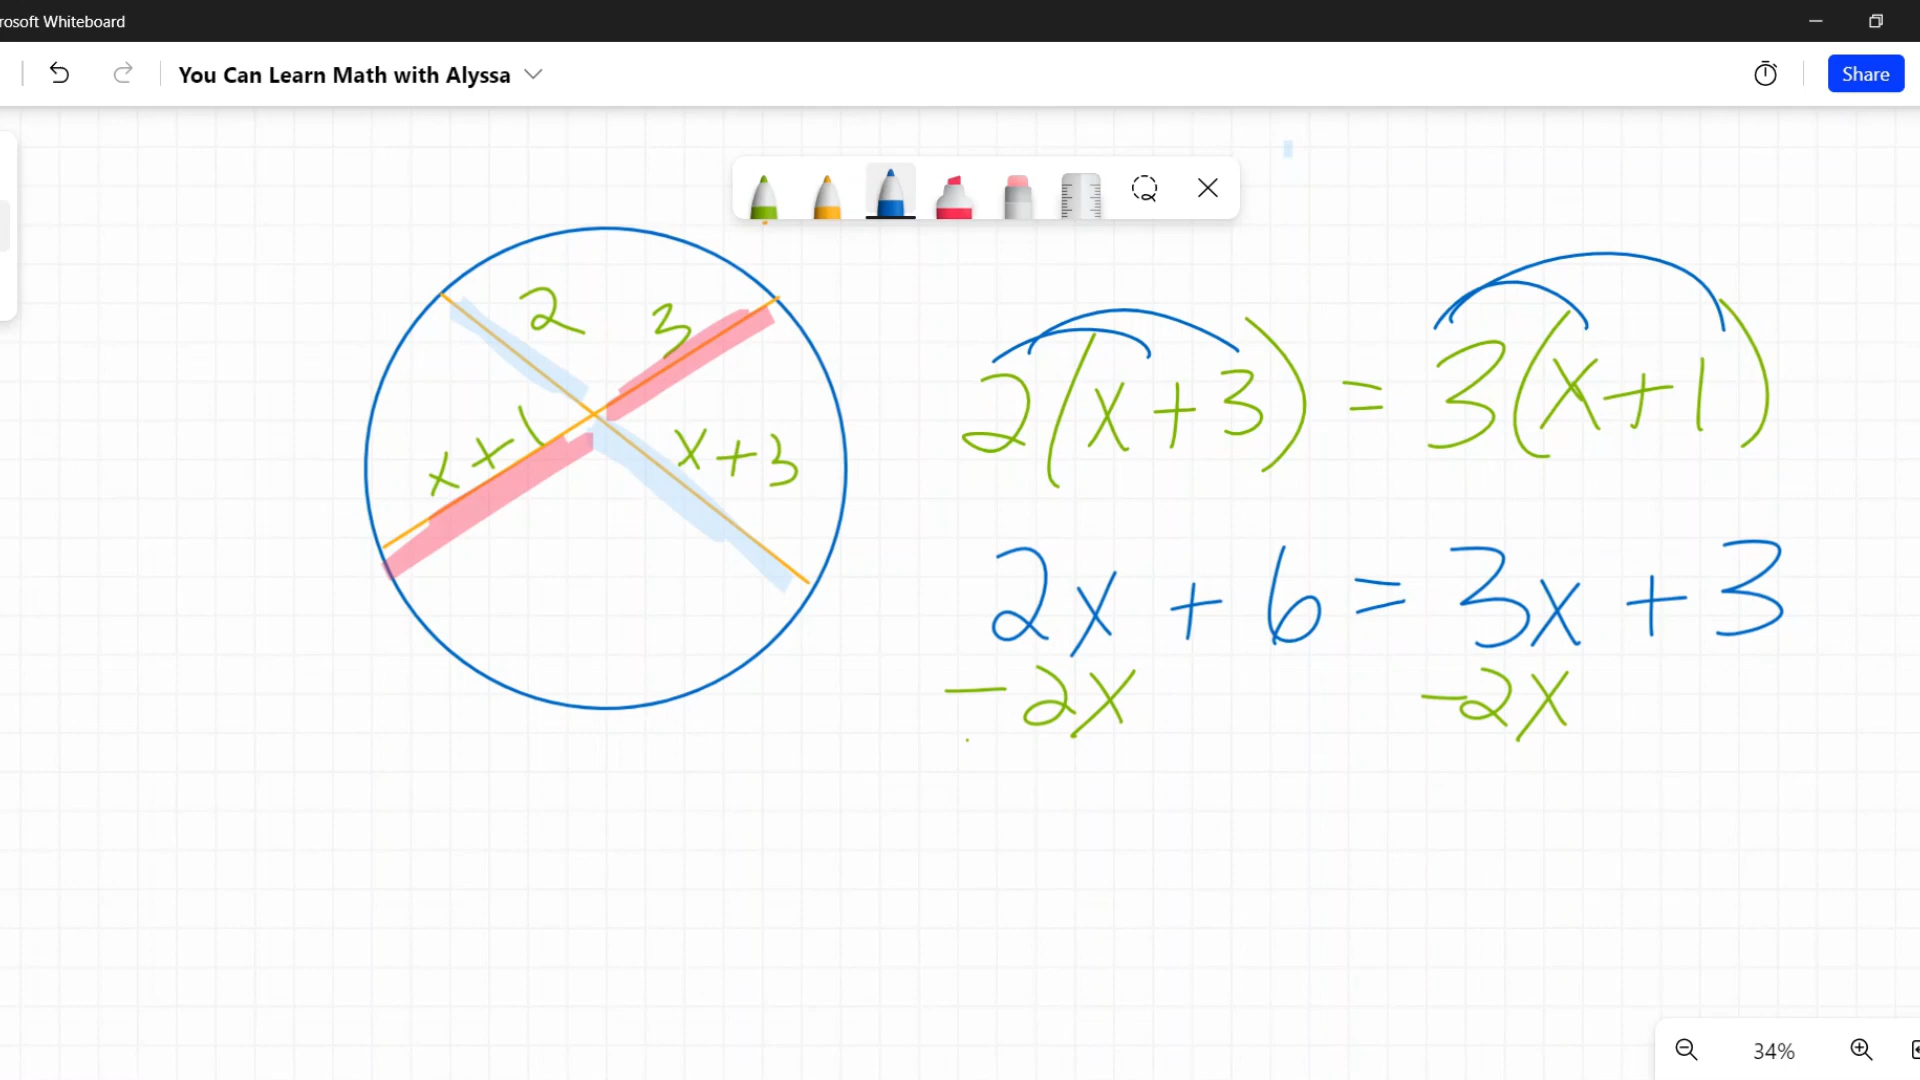 rosoft Whiteboard
You Can Learn Math with Alyssa
Share
2
3
x + 1
x + 3
2(x + 3) = 3(x + 1)
2x + 6 = 3x + 3
- 2x - 2x
34%